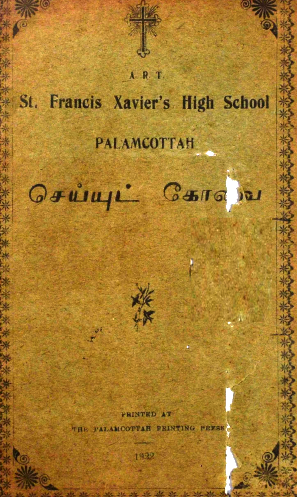 ART
St. Francis Xavier's High School
PALAMCOTTAH
செய்யுட் கோவை
PRINTED AT
THE PALAMCOTTAH PRINTING PRESS